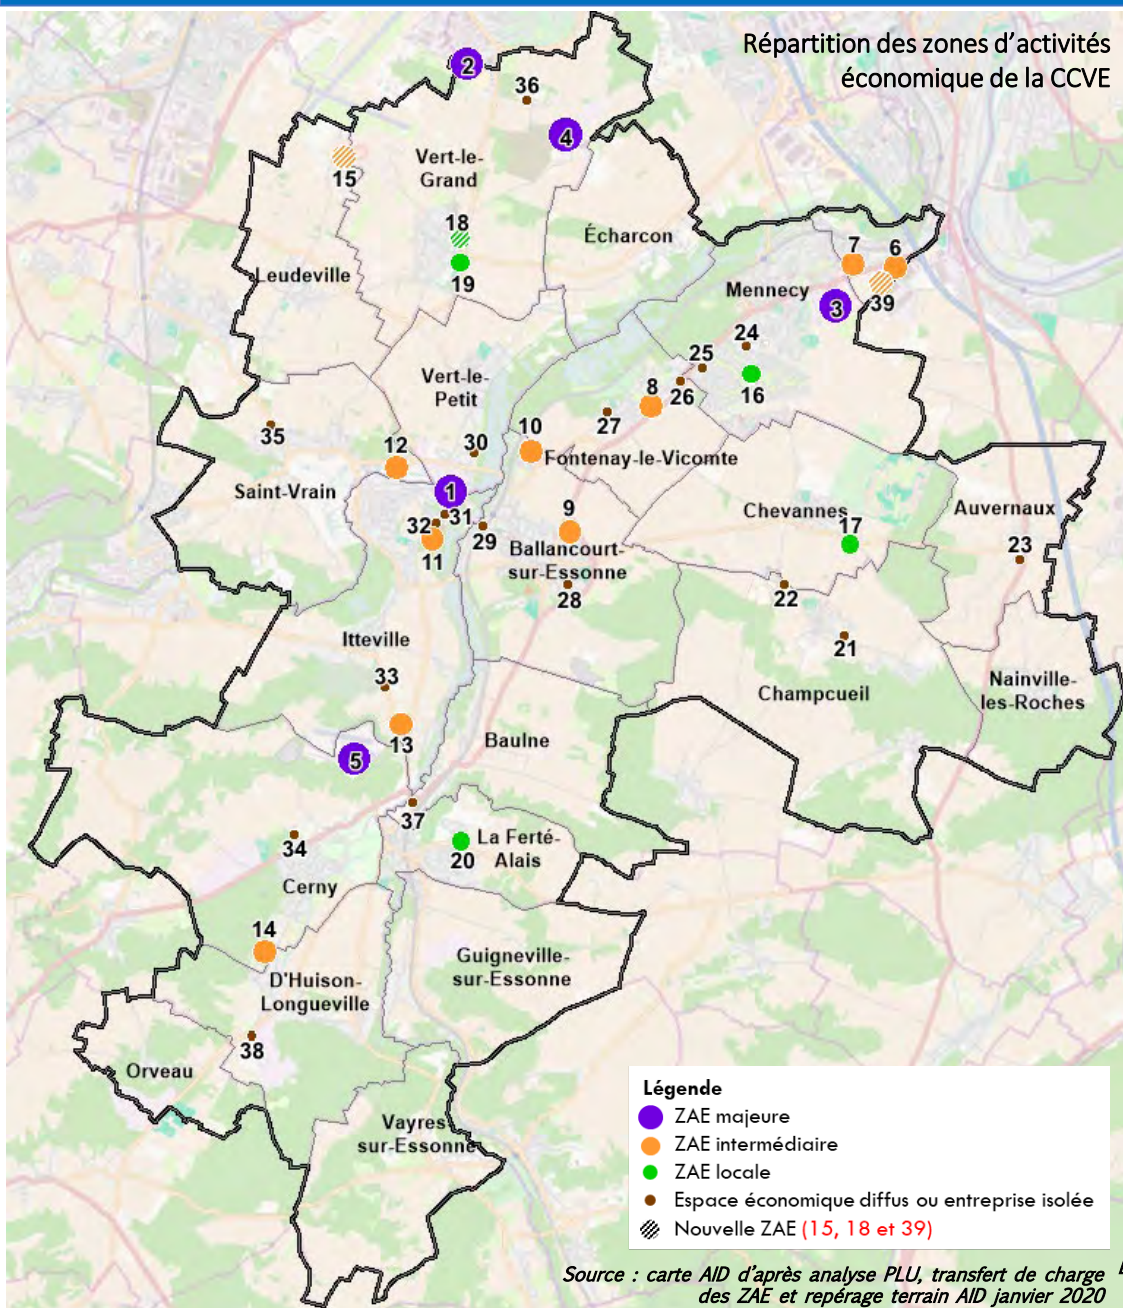 Répartition des zones d'activités
économique de la CCVE
2
36
4
Vert-le-
Grand
15
18
Écharcon
19
Leudeville
7
6
39
Mennecy
3
24
25
16
26
Vert-le-
Petit
8
27
35
12
30
10
Fontenay-le-Vicomte
Saint-Vrain
1
31
32
11
29
9
Ballancourt-
sur-Essonne
28
Chevannes
17
Auvernaux
23
22
21
Itteville
33
Champcueil
Nainville-
les-Roches
13
5
Baulne
37
34
20
La Ferté-
Alais
Cerny
14
D'Huison-
Longueville
Guigneville-
sur-Essonne
38
Orveau
Vayres-
sur-Essonne
Légende
ZAE majeure
ZAE intermédiaire
ZAE locale
Espace économique diffus ou entreprise isolée
Nouvelle ZAE (15, 18 et 39)
Source : carte AID d'après analyse PLU, transfert de charge
des ZAE et repérage terrain AID janvier 2020